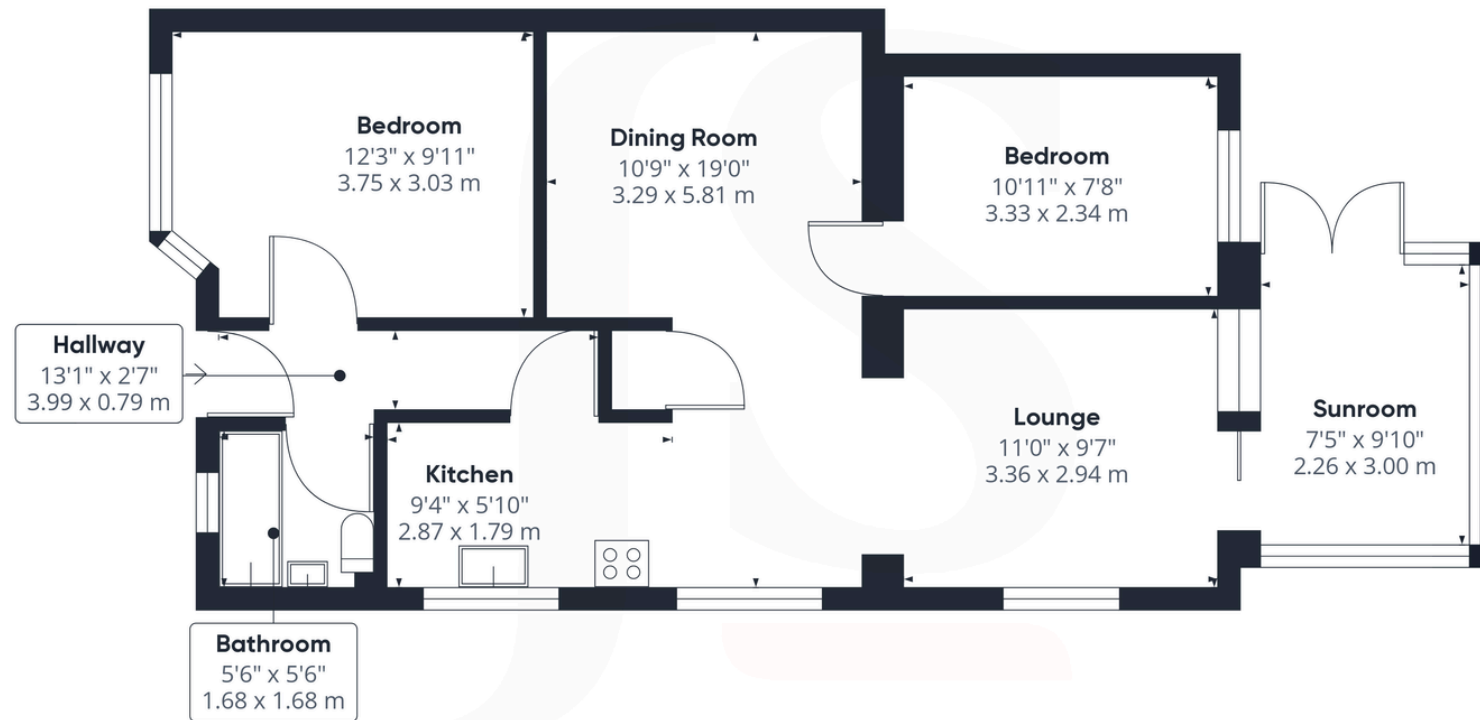 Bedroom
12'3" x 9'11"
3.75 x 3.03 m
Dining Room
10'9" x 19'0"
3.29 x 5.81 m
Bedroom
10'11" x 7'8"
3.33 x 2.34 m
Hallway
13'1" x 2'7"
3.99 x 0.79 m
Kitchen
9'4" x 5'10"
2.87 x 1.79 m
Lounge
11'0" x 9'7"
3.36 x 2.94 m
Sunroom
7'5" x 9'10"
2.26 x 3.00 m
Bathroom
5'6" x 5'6"
1.68 x 1.68 m